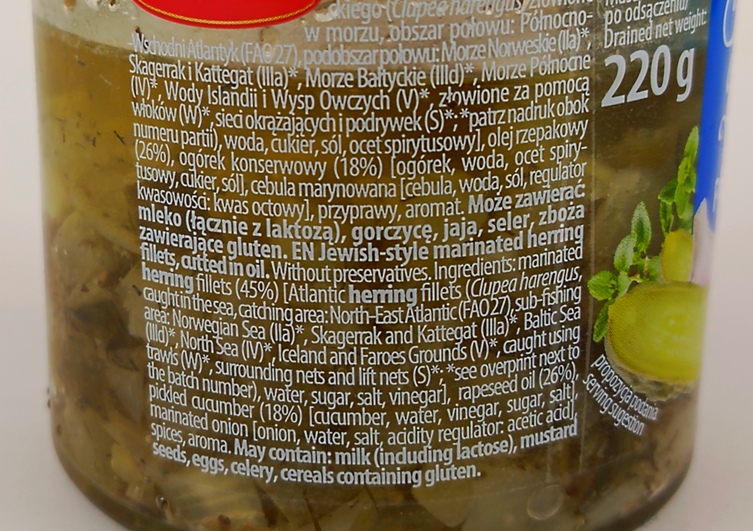 kiego (Clupea harengus, złowione
w morzu, obszar połowu: Północno-
Wschodni Atlantyk (FAO 27), podobszar połowu: Morze Norweskie (IIa)*,
Skagerrak i Kattegat (IIIa)*, Morze Bałtyckie (IIId)*, Morze Północne
(IV)*, Wody Islandii i Wysp Owczych (V)*, złowione za pomocą
włoków (W)*, sieci okrążających i podrywek (S)*; *patrz nadruk obok
numeru partii), woda, cukier, sól, ocet spirytusowy], olej rzepakowy
(26%), ogórek konserwowy (18%) [ogórek, woda, ocet spiry-
tusowy, cukier, sól], cebula marynowana [cebula, woda, sól, regulator
kwasowości: kwas octowy], przyprawy, aromat. Może zawierać:
mleko (łącznie z laktozą), gorczycę, jaja, seler, zboża
zawierające gluten. EN Jewish-style marinated herring
fillets, cutted in oil. Without preservatives. Ingredients: marinated
herring fillets (45%) [Atlantic herring fillets (Clupea harengus,
caught in the sea, catching area: North-East Atlantic (FAO27), sub-fishing
area: Norwegian Sea (IIa)*, Skagerrak and Kattegat (IIIa)*, Baltic Sea
(IIId)*, North Sea (IV)*, Iceland and Faroes Grounds (V)*, caught using
trawls (W)*, surrounding nets and lift nets (S)*; *see overprint next to
the batch number), water, sugar, salt, vinegar], rapeseed oil (26%),
pickled cucumber (18%) [cucumber, water, vinegar, sugar, salt],
marinated onion [onion, water, salt, acidity regulator: acetic acid],
spices, aroma. May contain: milk (including lactose), mustard
seeds, eggs, celery, cereals containing gluten.
po odsączeniu/
Drained net weight:
220 g
propozycja podania
serving sugestion